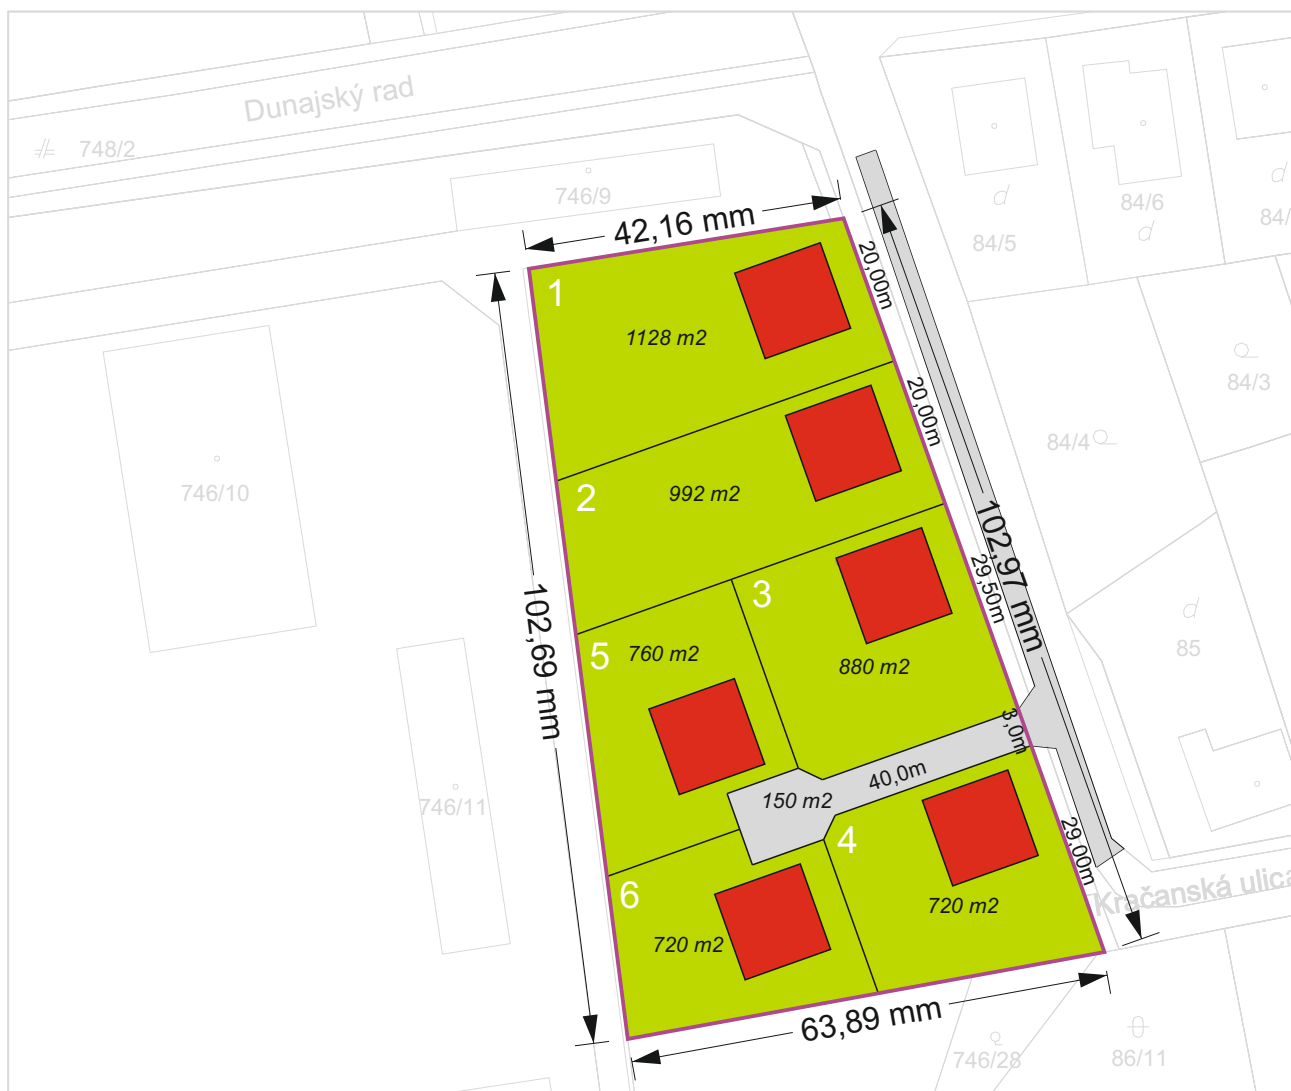 Dunajský rad
748/2
746/9
84/6
84/5
84/
42,16 mm
20,00m
1
1128 m2
84/3
20,00m
84/4
2
992 m2
746/10
102,97 mm
29,50m
3
102,69 mm
5
760 m2
880 m2
85
3,0m
40,0m
150 m2
746/11
4
29,00m
6
720 m2
Kračanská ulica
720 m2
63,89 mm
746/28
86/11